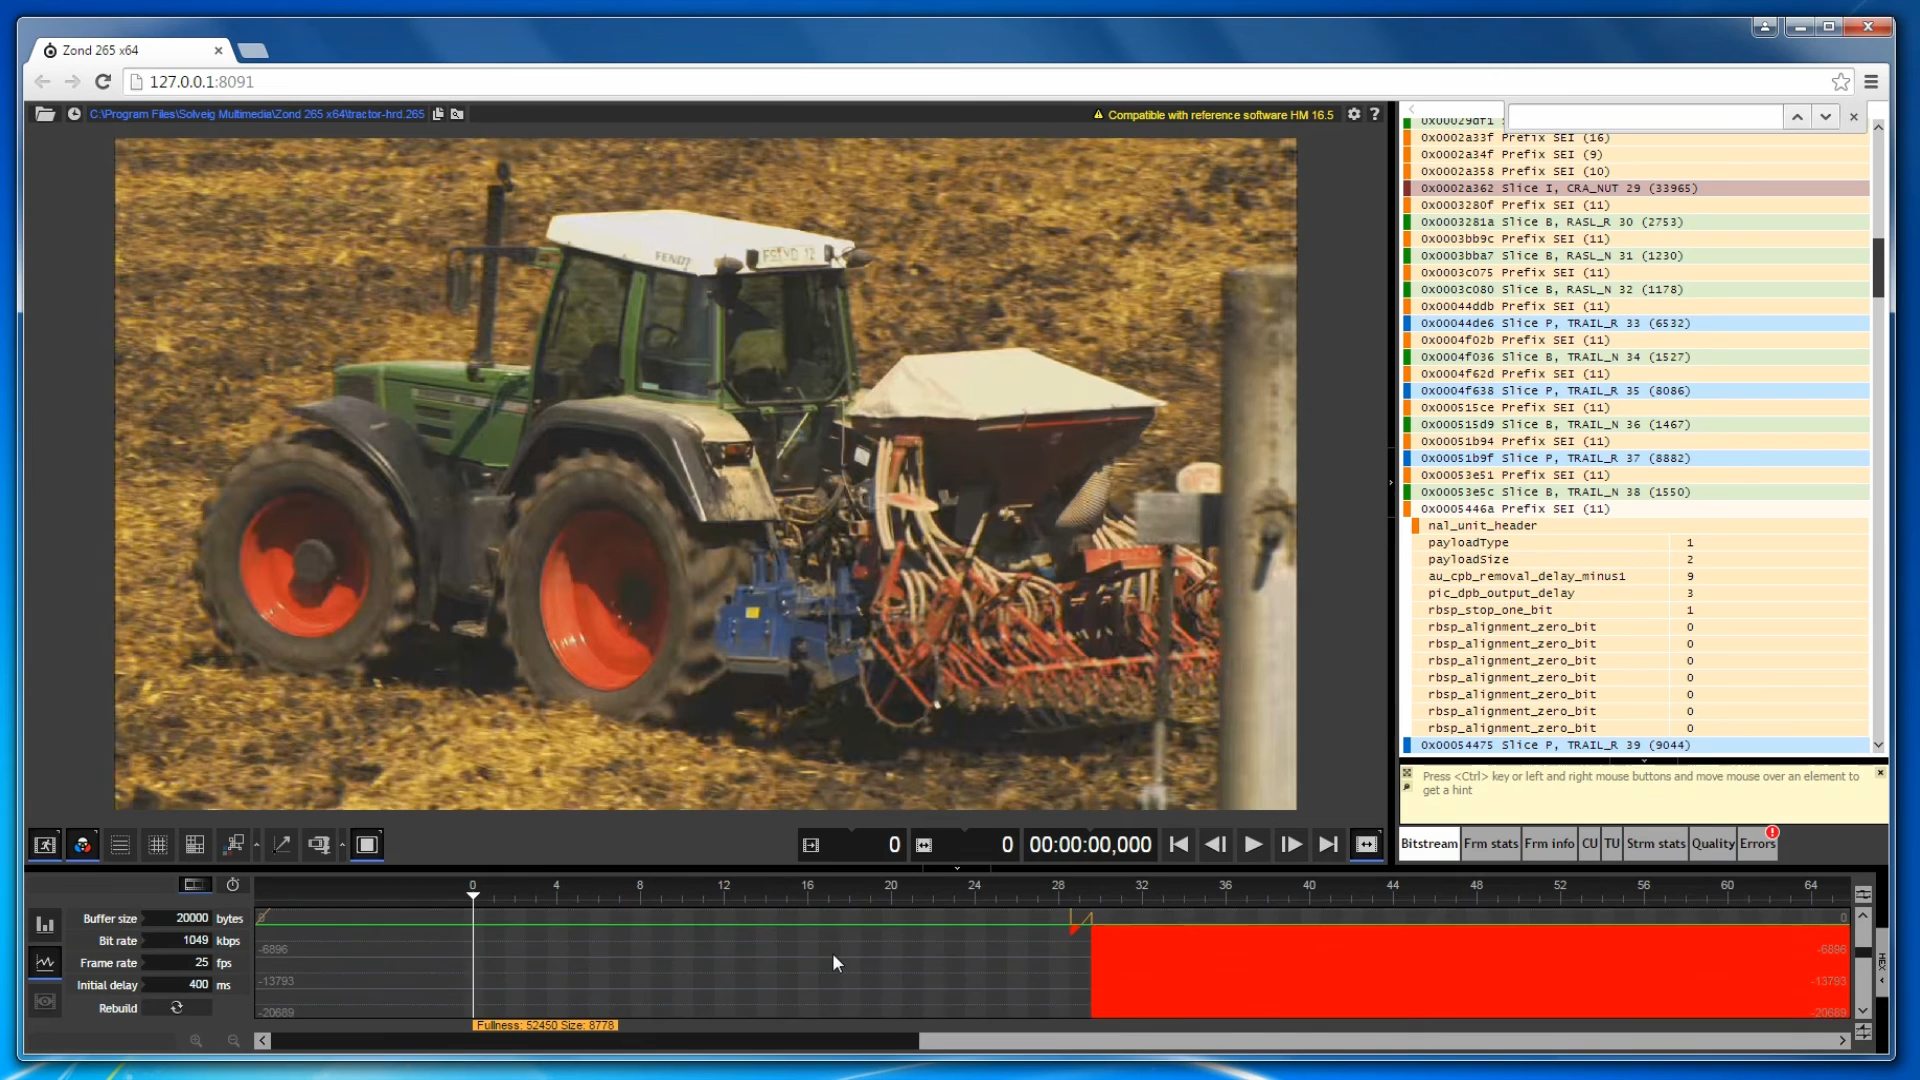 Zond 265 x64
127.0.0.1:8091
C:\Program Files\Solveig Multimedia\Zond 265 x64\tractor-hrd.265
Compatible with reference software HM 16.5
FENDT
0x00029df1
0x0002a33f Prefix SEI (16)
0x0002a34f Prefix SEI (9)
0x0002a358 Prefix SEI (10)
0x0002a362 Slice I, CRA_NUT 29 (33965)
0x0003280f Prefix SEI (11)
0x0003281a Slice B, RASL_R 30 (2753)
0x0003bb9c Prefix SEI (11)
0x0003bba7 Slice B, RASL_N 31 (1230)
0x0003c075 Prefix SEI (11)
0x0003c080 Slice B, RASL_N 32 (1178)
0x00044ddb Prefix SEI (11)
0x00044de6 Slice P, TRAIL_R 33 (6532)
0x0004f02b Prefix SEI (11)
0x0004f036 Slice B, TRAIL_N 34 (1527)
0x0004f62d Prefix SEI (11)
0x0004f638 Slice P, TRAIL_R 35 (8086)
0x000515ce Prefix SEI (11)
0x000515d9 Slice B, TRAIL_N 36 (1467)
0x00051b94 Prefix SEI (11)
0x00051b9f Slice P, TRAIL_R 37 (8882)
0x00053e51 Prefix SEI (11)
0x00053e5c Slice B, TRAIL_N 38 (1550)
0x0005446a Prefix SEI (11)
nal_unit_header
payloadType 1
payloadSize 2
au_cpb_removal_delay_minus1 9
pic_dpb_output_delay 3
rbsp_stop_one_bit 1
rbsp_alignment_zero_bit 0
rbsp_alignment_zero_bit 0
rbsp_alignment_zero_bit 0
rbsp_alignment_zero_bit 0
rbsp_alignment_zero_bit 0
rbsp_alignment_zero_bit 0
rbsp_alignment_zero_bit 0
0x00054475 Slice P, TRAIL_R 39 (9044)
Press <Ctrl> key or left and right mouse buttons and move mouse over an element to
get a hint
Bitstream Frm stats Frm info CU TU Strm stats Quality Errors
0 0 00:00:00,000
0 4 8 12 16 20 24 28 32 36 40 44 48 52 56 60 64
Buffer size 20000 bytes
Bit rate 1049 kbps
Frame rate 25 fps
Initial delay 400 ms
Rebuild
0 0
-6896 -6896
-13793 -13793
-20689 -20689
Fullness: 52450 Size: 8778
HEX